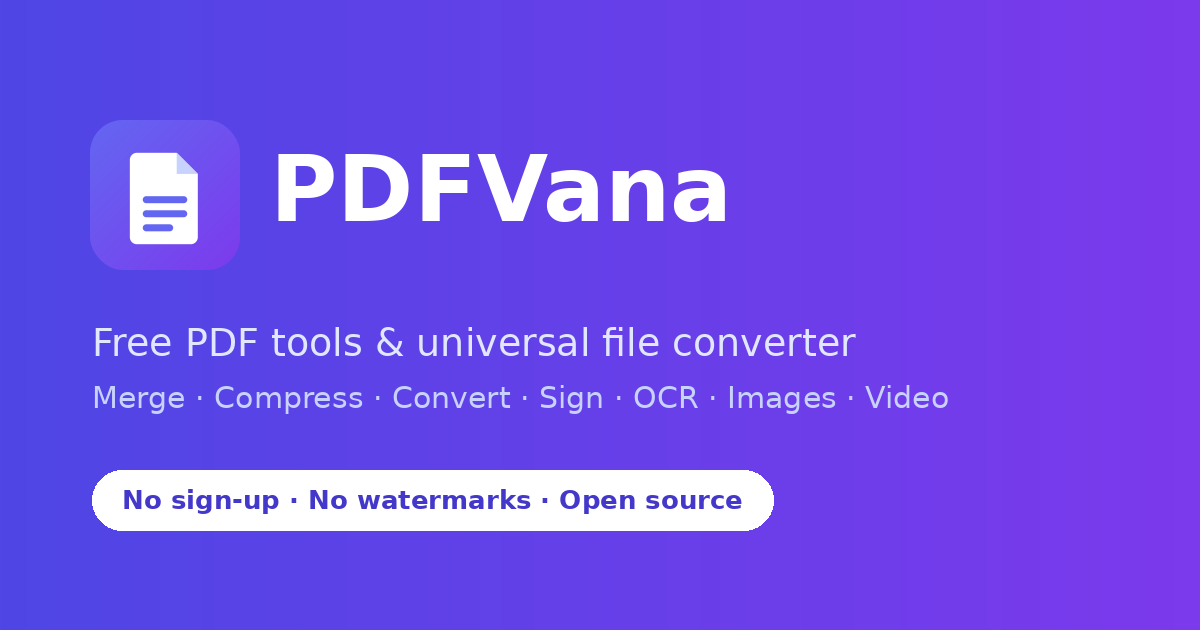 PDFVana
Free PDF tools & universal file converter
Merge · Compress · Convert · Sign · OCR · Images · Video
No sign-up · No watermarks · Open source